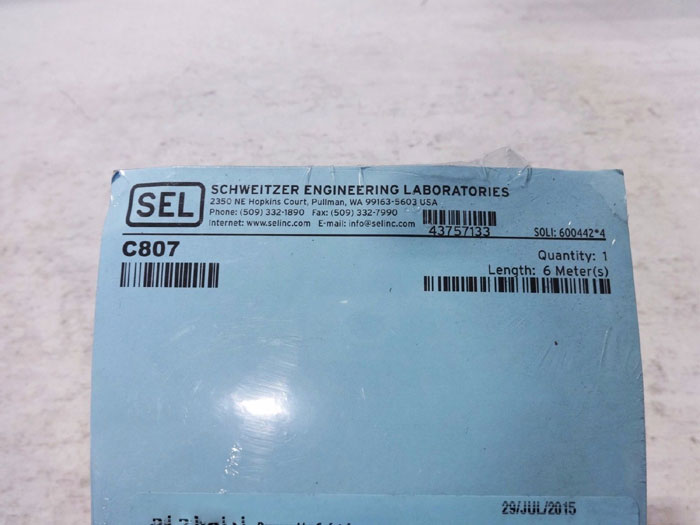 SEL
SCHWEITZER ENGINEERING LABORATORIES
2350 NE Hopkins Court, Pullman, WA 99163-5603 USA
Phone: (509) 332-1890 Fax: (509) 332-7990
Internet: www.selinc.com E-mail: info@selinc.com
43757133
SOLI: 600442*4
C807
Quantity: 1
Length: 6 Meter(s)
29/JUL/2015